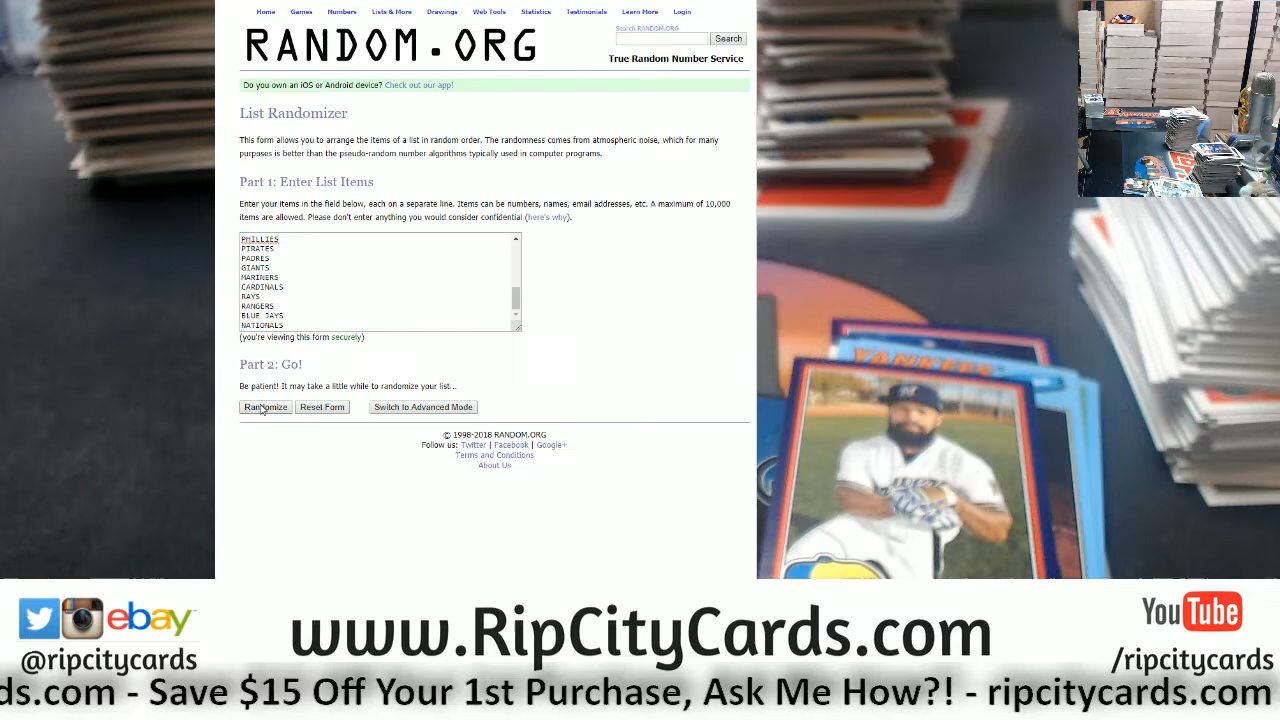 Home Games Numbers Lists & More Drawings Web Tools Statistics Testimonials Learn More Login
RANDOM.ORG
Search RANDOM.ORG
Search
True Random Number Service
Do you own an iOS or Android device? Check out our app!
List Randomizer
This form allows you to arrange the items of a list in random order. The randomness comes from atmospheric noise, which for many
purposes is better than the pseudo-random number algorithms typically used in computer programs.
Part 1: Enter List Items
Enter your items in the field below, each on a separate line. Items can be numbers, names, email addresses, etc. A maximum of 10,000
items are allowed. Please don't enter anything you would consider confidential (here's why).
PHILLIES
PIRATES
PADRES
GIANTS
MARINERS
CARDINALS
RAYS
RANGERS
BLUE JAYS
NATIONALS
(you're viewing this form securely)
Part 2: Go!
Be patient! It may take a little while to randomize your list...
Randomize Reset Form Switch to Advanced Mode
© 1998-2018 RANDOM.ORG
Follow us: Twitter | Facebook | Google+
Terms and Conditions
About Us
YANKEES
ebay
@ripcitycards
www.RipCityCards.com
YouTube
/ripcitycards
ds.com - Save $15 Off Your 1st Purchase, Ask Me How?! - ripcitycards.com